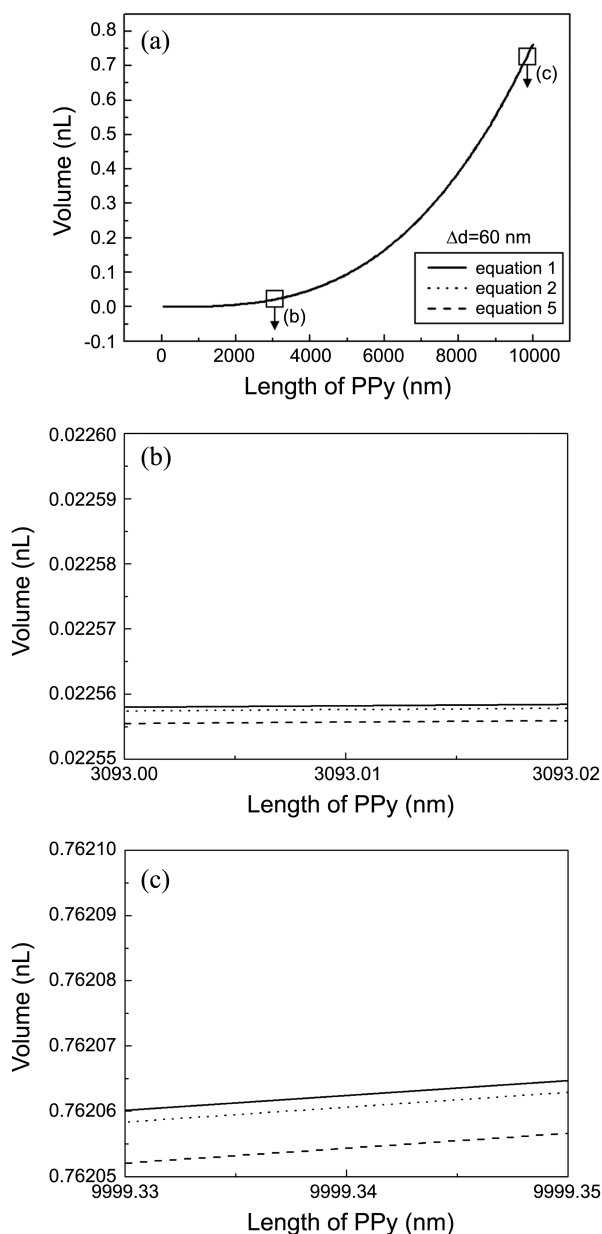 (a)
0.8
0.7
0.6
0.5
0.4
0.3
0.2
0.1
0.0
-0.1
Volume (nL)
(c)
(b)
Δd=60 nm
equation 1
equation 2
equation 5
0 2000 4000 6000 8000 10000
Length of PPy (nm)
(b)
0.02260
0.02259
0.02258
0.02257
0.02256
0.02255
Volume (nL)
3093.00 3093.01 3093.02
Length of PPy (nm)
(c)
0.76210
0.76209
0.76208
0.76207
0.76206
0.76205
Volume (nL)
9999.33 9999.34 9999.35
Length of PPy (nm)